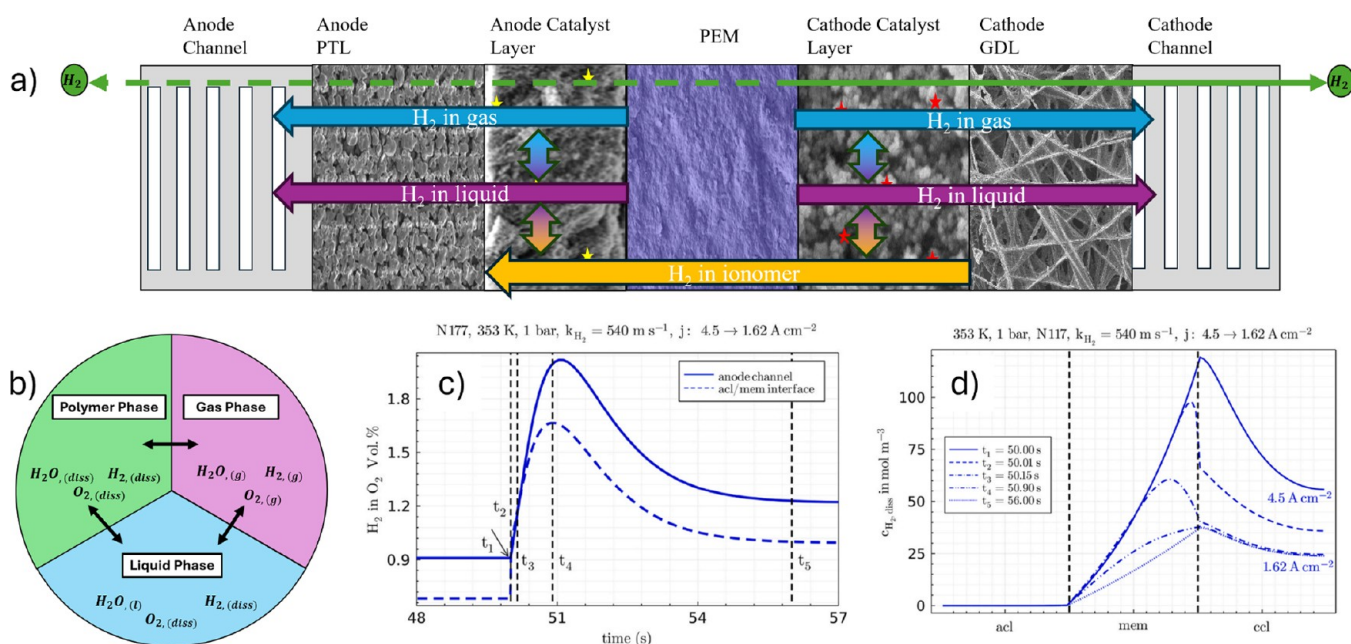 Anode
Channel
Anode
PTL
Anode Catalyst
Layer
PEM
Cathode Catalyst
Layer
Cathode
GDL
Cathode
Channel
a)
H₂
H₂
H₂ in gas
H₂ in gas
H₂ in liquid
H₂ in liquid
H₂ in ionomer
b)
Polymer Phase
Gas Phase
H₂O,(diss) H₂,(diss)
O₂,(diss)
H₂O,(g) H₂,(g)
O₂,(g)
Liquid Phase
H₂O,(l) H₂,(diss)
O₂,(diss)
N177, 353 K, 1 bar, k_H₂ = 540 m s⁻¹, j: 4.5 → 1.62 A cm⁻²
c)
anode channel
acl/mem interface
H₂ in O₂ Vol. %
1.8
1.5
1.2
0.9
t₁
t₂
t₃
t₄
t₅
48
51
54
57
time (s)
353 K, 1 bar, N117, k_H₂ = 540 m s⁻¹, j: 4.5 → 1.62 A cm⁻²
d)
c_H₂,diss in mol m⁻³
100
75
50
25
0
t₁ = 50.00 s
t₂ = 50.01 s
t₃ = 50.15 s
t₄ = 50.90 s
t₅ = 56.00 s
4.5 A cm⁻²
1.62 A cm⁻²
acl
mem
ccl